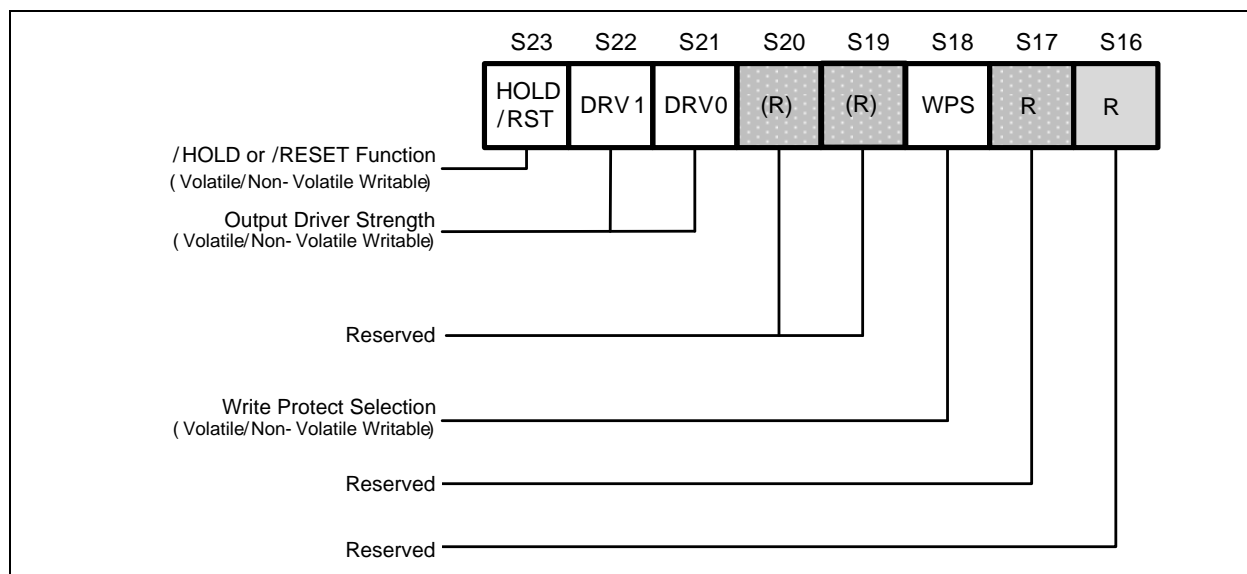 S23 S22 S21 S20 S19 S18 S17 S16
HOLD
/RST
DRV1 DRV0 (R) (R) WPS R R
/HOLD or /RESET Function
(Volatile/Non-Volatile Writable)
Output Driver Strength
(Volatile/Non-Volatile Writable)
Reserved
Write Protect Selection
(Volatile/Non-Volatile Writable)
Reserved
Reserved